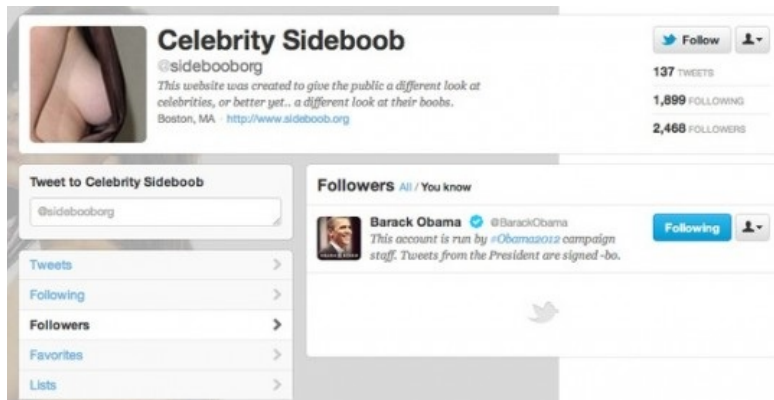 Celebrity Sideboob
@sidebooborg
This website was created to give the public a different look at
celebrities, or better yet.. a different look at their boobs.
Boston, MA · http://www.sideboob.org
Follow
137 TWEETS
1,899 FOLLOWING
2,468 FOLLOWERS
Tweet to Celebrity Sideboob
@sidebooborg
Tweets
Following
Followers
Favorites
Lists
Followers All / You know
Barack Obama @BarackObama
This account is run by #Obama2012 campaign
staff. Tweets from the President are signed -bo.
Following